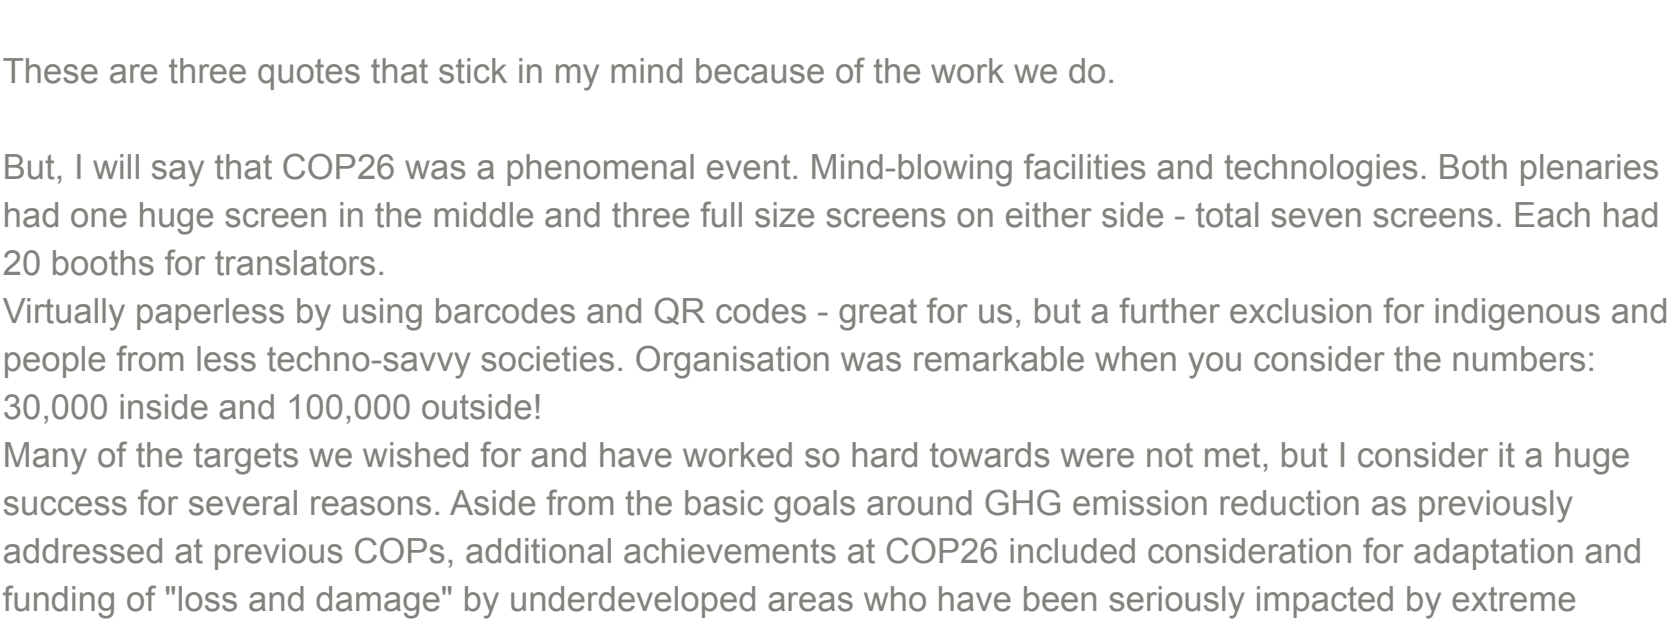 These are three quotes that stick in my mind because of the work we do.
But, I will say that COP26 was a phenomenal event. Mind-blowing facilities and technologies. Both plenaries
had one huge screen in the middle and three full size screens on either side - total seven screens. Each had
20 booths for translators.
Virtually paperless by using barcodes and QR codes - great for us, but a further exclusion for indigenous and
people from less techno-savvy societies. Organisation was remarkable when you consider the numbers:
30,000 inside and 100,000 outside!
Many of the targets we wished for and have worked so hard towards were not met, but I consider it a huge
success for several reasons. Aside from the basic goals around GHG emission reduction as previously
addressed at previous COPs, additional achievements at COP26 included consideration for adaptation and
funding of "loss and damage" by underdeveloped areas who have been seriously impacted by extreme